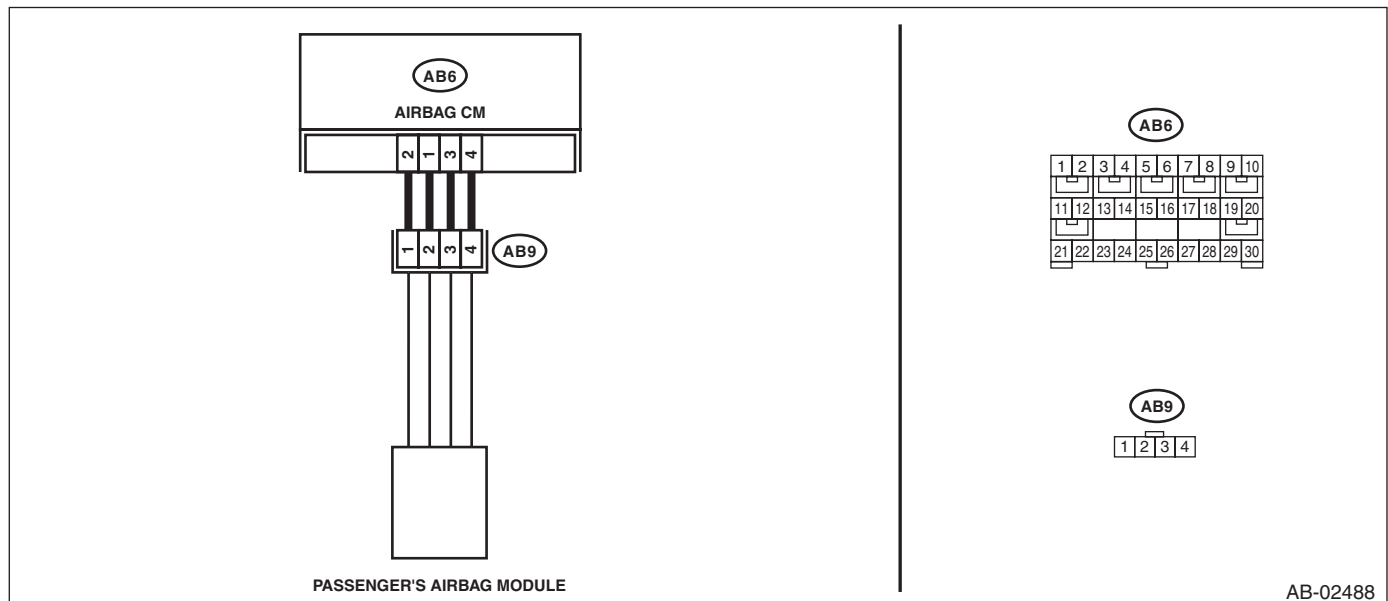 AB6
AIRBAG CM
2 1 3 4
1 2 3 4
AB9
PASSENGER'S AIRBAG MODULE
AB6
1 2 3 4 5 6 7 8 9 10
11 12 13 14 15 16 17 18 19 20
21 22 23 24 25 26 27 28 29 30
AB9
1 2 3 4
AB-02488